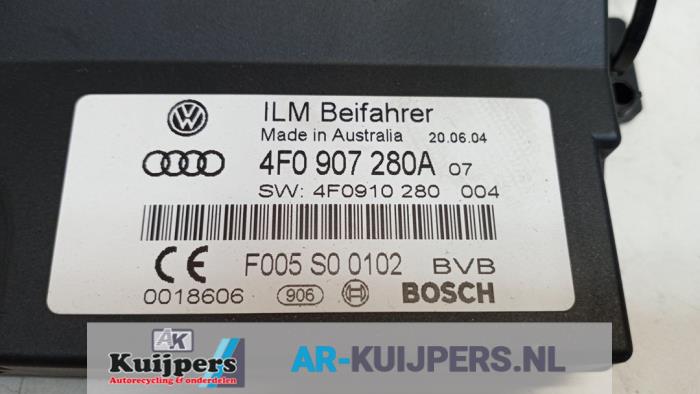 ILM Beifahrer
Made in Australia 20.06.04
4F0 907 280A 07
SW: 4F0910 280 004
CE F005 S0 0102 BVB
0018606 906 BOSCH
AK
Kuijpers
Autorecycling & onderdelen
AR-KUIJPERS.NL